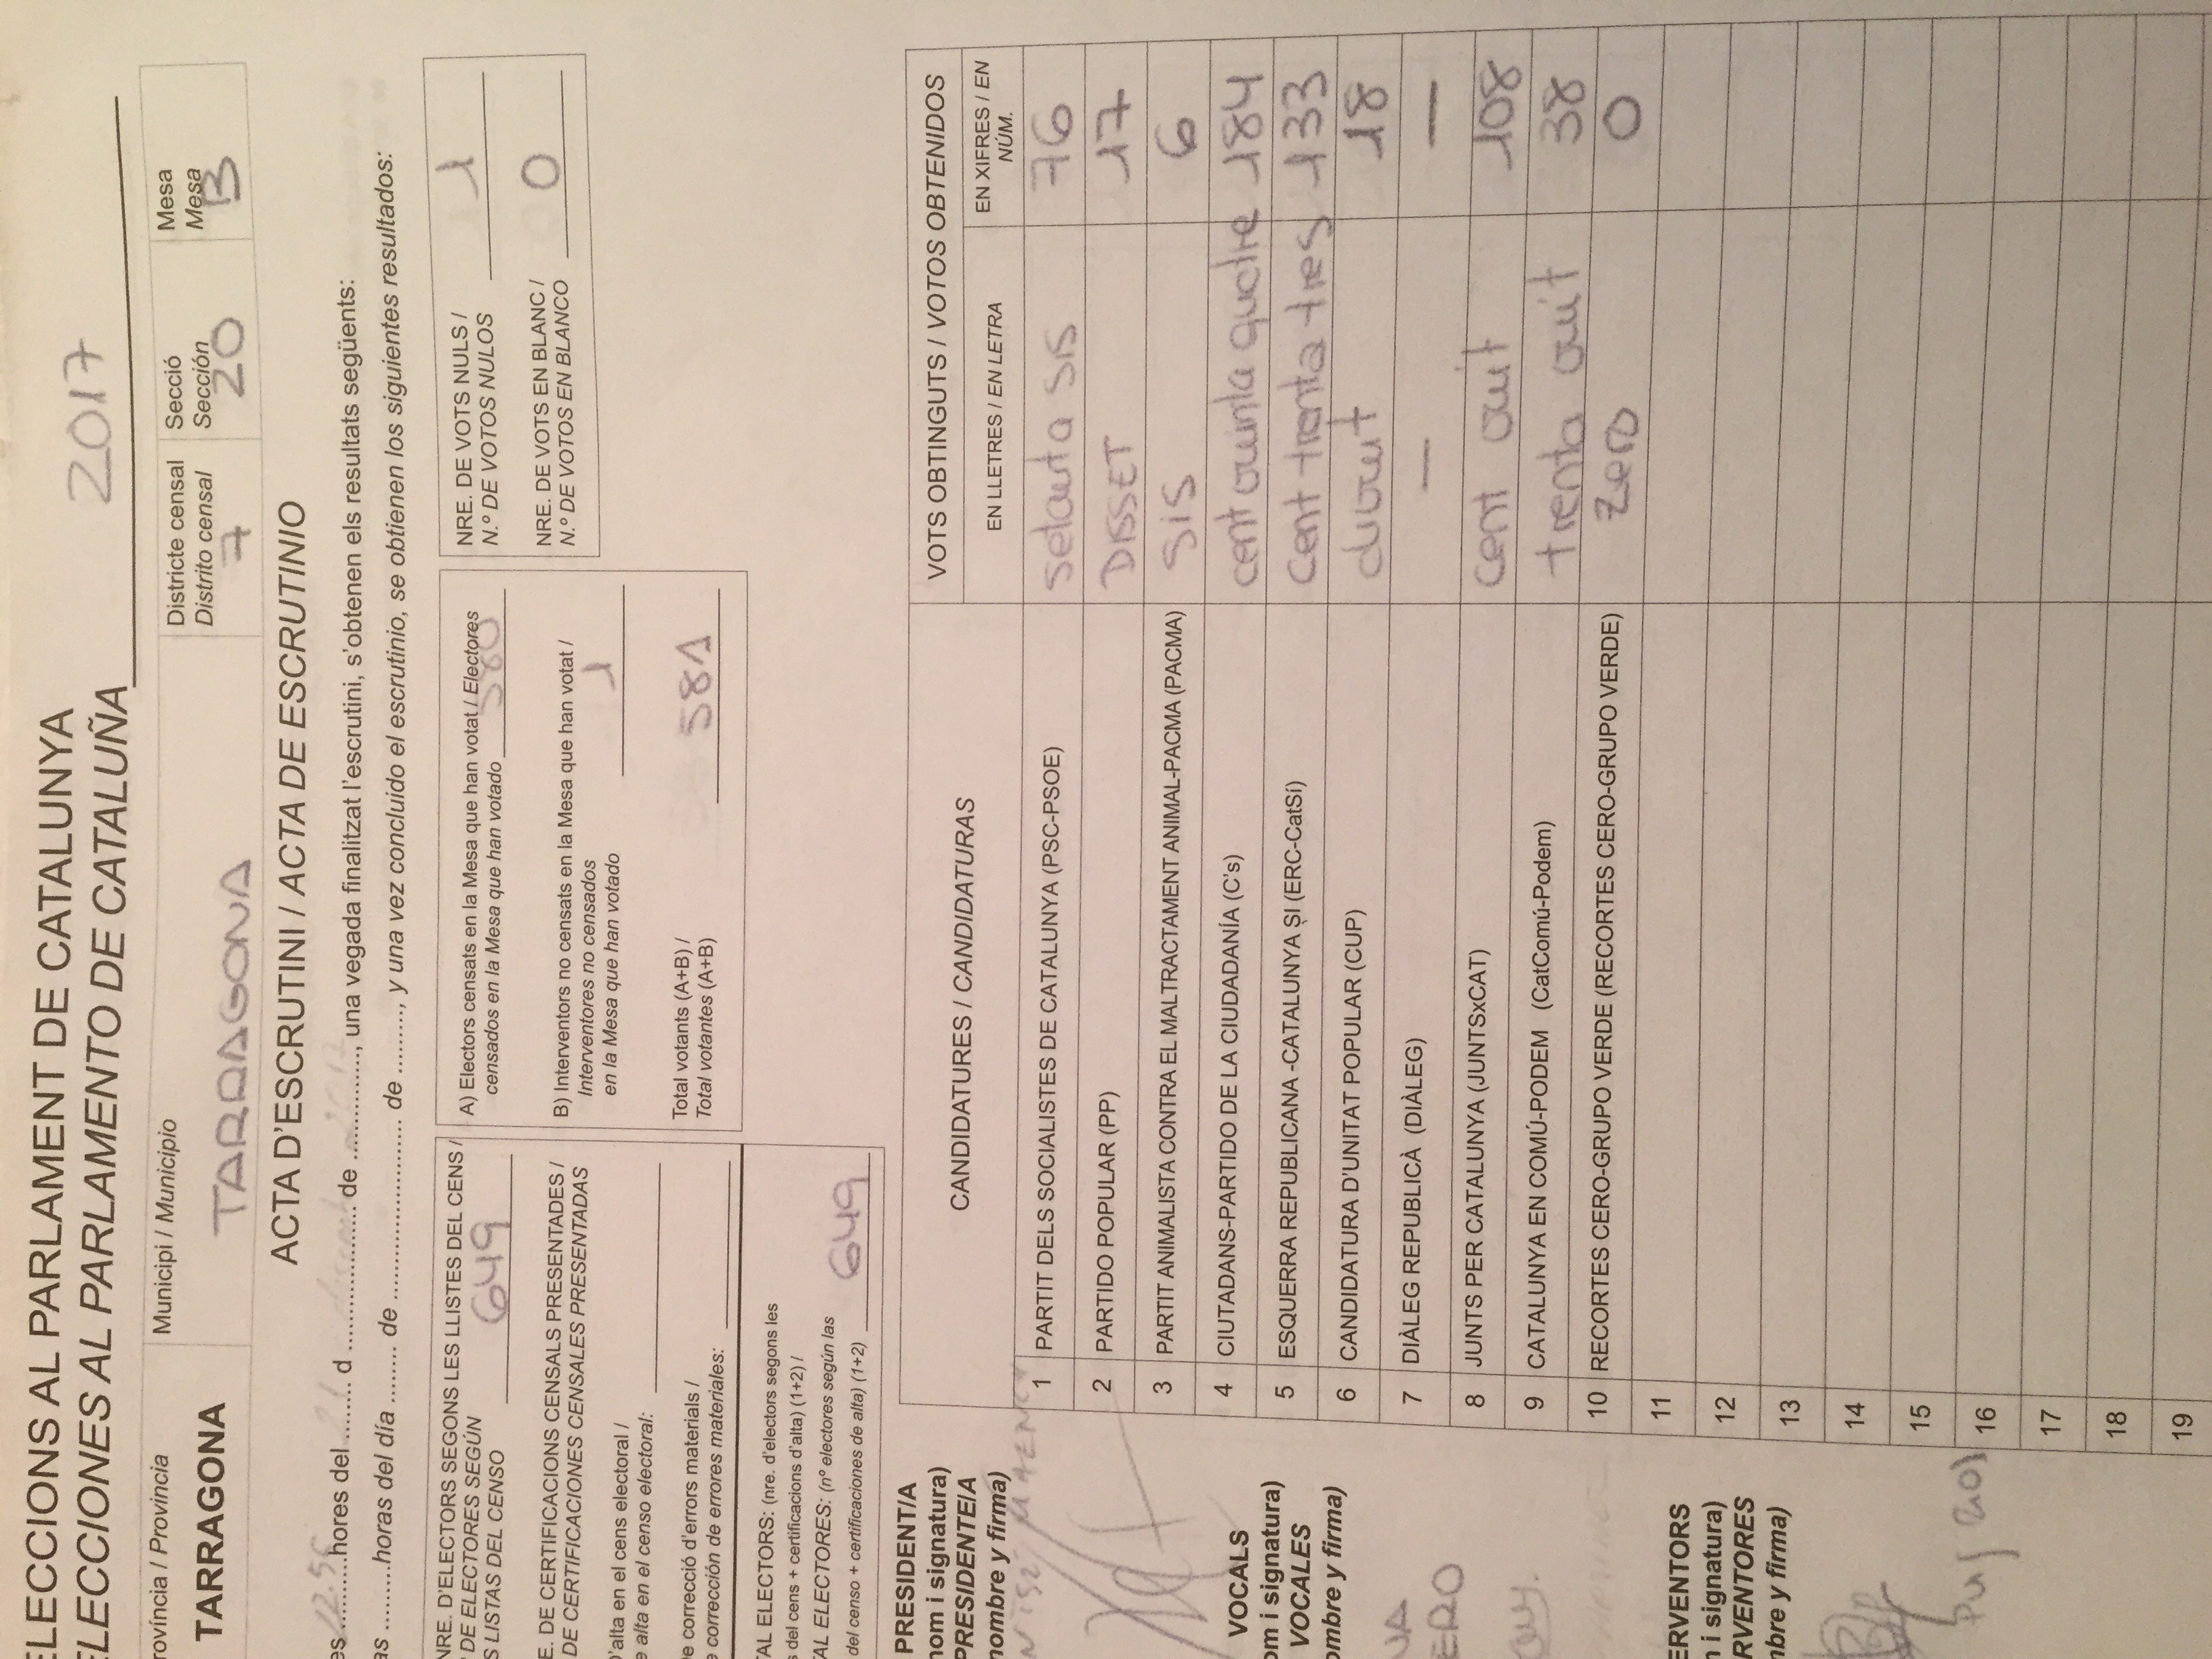 ELECCIONS AL PARLAMENT DE CATALUNYA
ELECCIONES AL PARLAMENTO DE CATALUÑA 2017
rovíncia / Provincia
TARRAGONA
Municipi / Municipio
TARRAGONA
Districte censal
Distrito censal
7
Secció
Sección
20
Mesa
Mesa
B
ACTA D'ESCRUTINI / ACTA DE ESCRUTINIO
es 12.56 hores del 21 d ..................... de 2017, una vegada finalitzat l'escrutini, s'obtenen els resultats següents:
as .........horas del día ........ de .......................... de ........., y una vez concluido el escrutinio, se obtienen los siguientes resultados:
NRE. D'ELECTORS SEGONS LES LLISTES DEL CENS /
DE ELECTORES SEGÚN
S LISTAS DEL CENSO 649
E. DE CERTIFICACIONS CENSALS PRESENTADES /
DE CERTIFICACIONES CENSALES PRESENTADAS
D'alta en el cens electoral /
e alta en el censo electoral:
De correcció d'errors materials /
e corrección de errores materiales:
TAL ELECTORS: (nre. d'electors segons les
s del cens + certificacions d'alta) (1+2) /
TAL ELECTORES: (nº electores según las
del censo + certificaciones de alta) (1+2) 649
A) Electors censats en la Mesa que han votat / Electores
censados en la Mesa que han votado 580
B) Interventors no censats en la Mesa que han votat /
Interventores no censados
en la Mesa que han votado 1
Total votants (A+B) /
Total votantes (A+B) 581
NRE. DE VOTS NULS /
N.º DE VOTOS NULOS 1
NRE. DE VOTS EN BLANC /
N.º DE VOTOS EN BLANCO 0
PRESIDENT/A
nom i signatura)
PRESIDENTE/A
nombre y firma)
VOCALS
om i signatura)
VOCALES
ombre y firma)
NA
ERO
ERVENTORS
n i signatura)
RVENTORES
mbre y firma)
CANDIDATURES / CANDIDATURAS
VOTS OBTINGUTS / VOTOS OBTENIDOS
EN LLETRES / EN LETRA
EN XIFRES / EN
NÚM.
1 PARTIT DELS SOCIALISTES DE CATALUNYA (PSC-PSOE) setanta sis 76
2 PARTIDO POPULAR (PP) DISSET 17
3 PARTIT ANIMALISTA CONTRA EL MALTRACTAMENT ANIMAL-PACMA (PACMA) sis 6
4 CIUTADANS-PARTIDO DE LA CIUDADANÍA (C's) cent vuinta quatre 184
5 ESQUERRA REPUBLICANA -CATALUNYA SI (ERC-CatSí) cent trenta tres 133
6 CANDIDATURA D'UNITAT POPULAR (CUP) divuit 18
7 DIÀLEG REPUBLICÀ (DIÀLEG) — —
8 JUNTS PER CATALUNYA (JUNTSxCAT) cent vuit 108
9 CATALUNYA EN COMÚ-PODEM (CatComú-Podem) trenta vuit 38
10 RECORTES CERO-GRUPO VERDE (RECORTES CERO-GRUPO VERDE) Zero 0
11
12
13
14
15
16
17
18
19